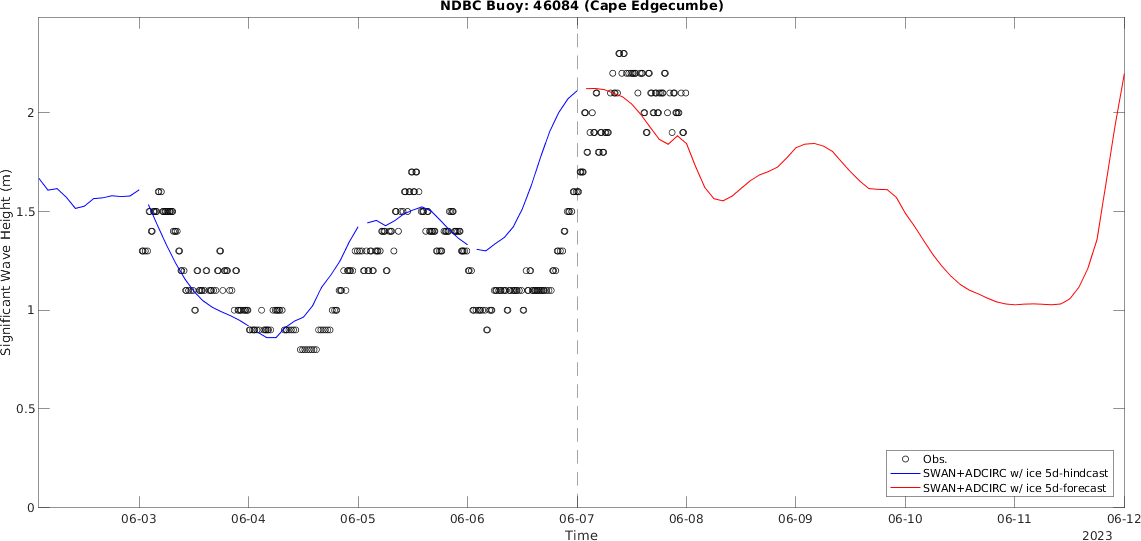 NDBC Buoy: 46084 (Cape Edgecumbe)
Significant Wave Height (m)
2
1.5
1
0.5
0
Obs.
SWAN+ADCIRC w/ ice 5d-hindcast
SWAN+ADCIRC w/ ice 5d-forecast
06-03 06-04 06-05 06-06 06-07 06-08 06-09 06-10 06-11 06-12
Time
2023